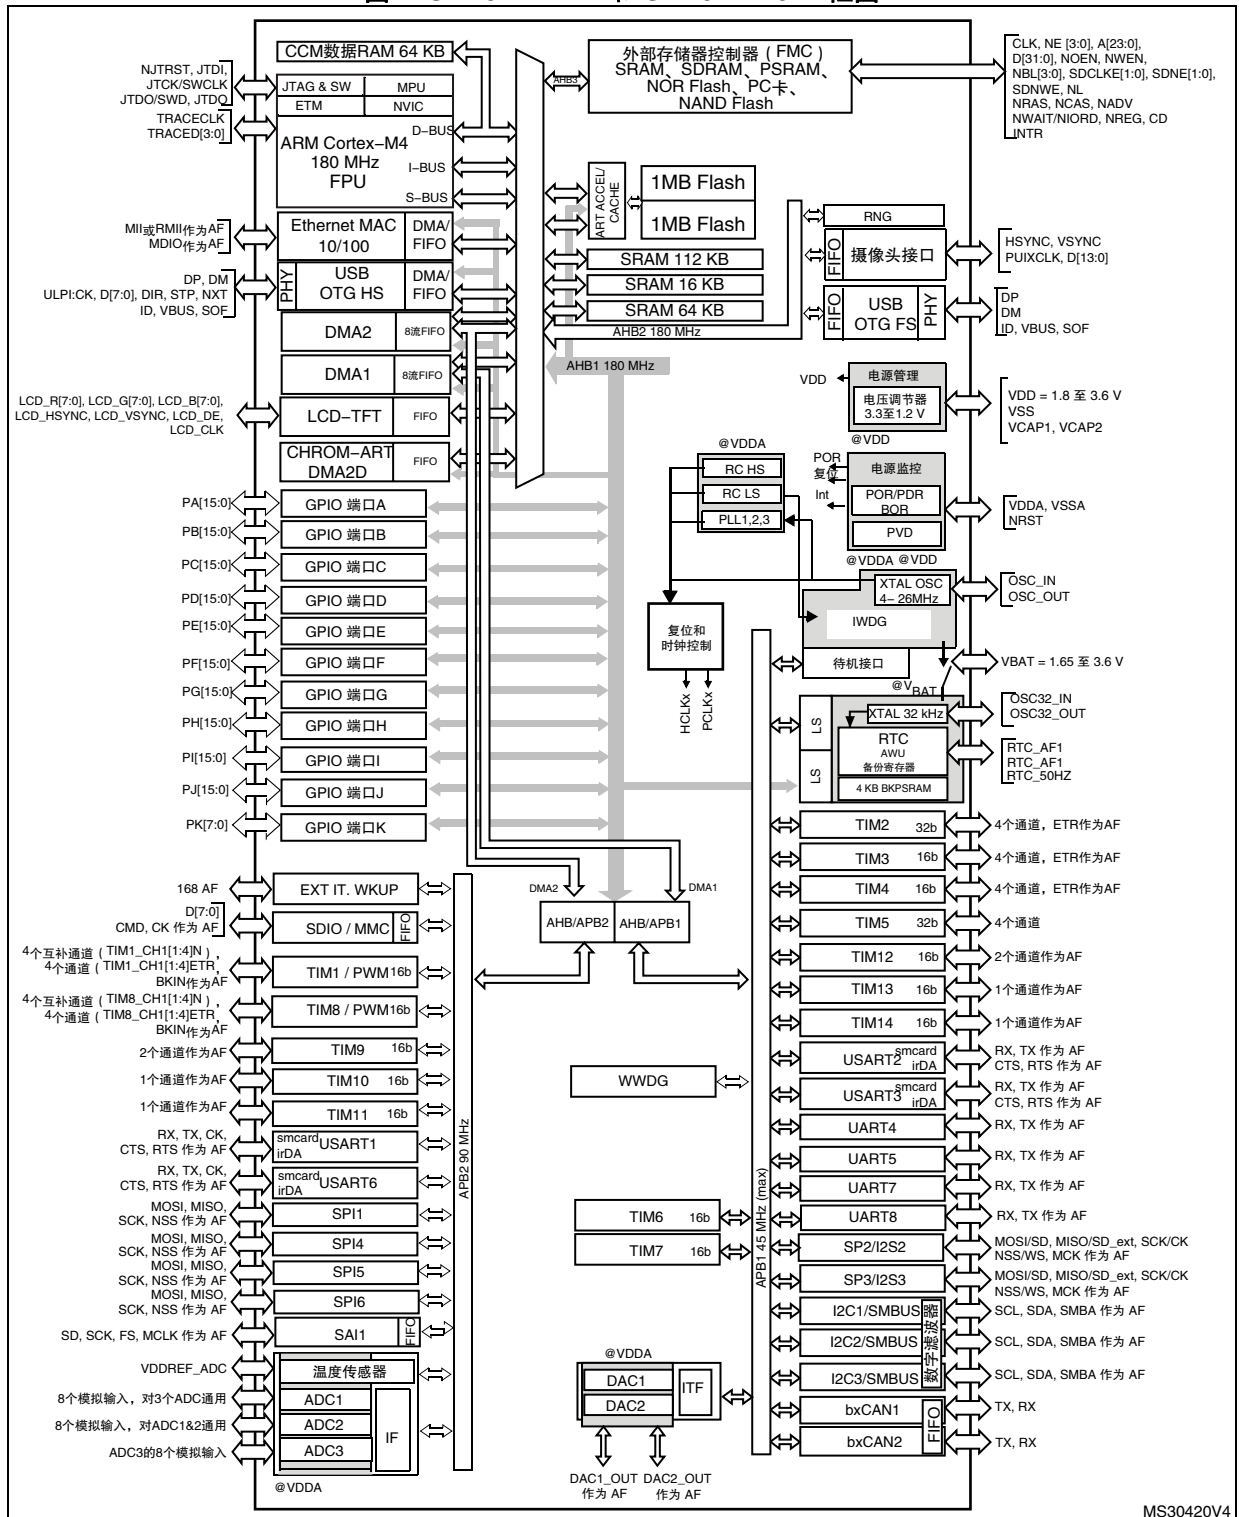 CCM数据RAM 64 KB
NJTRST, JTDI,
JTCK/SWCLK
JTDO/SWD, JTDO
TRACECLK
TRACED[3:0]
JTAG & SW
MPU
ETM
NVIC
ARM Cortex-M4
180 MHz
FPU
D-BUS
I-BUS
S-BUS
AHB3
外部存储器控制器(FMC)
SRAM、SDRAM、PSRAM、
NOR Flash、PC卡、
NAND Flash
CLK, NE [3:0], A[23:0],
D[31:0], NOEN, NWEN,
NBL[3:0], SDCLKE[1:0], SDNE[1:0],
SDNWE, NL
NRAS, NCAS, NADV
NWAIT/NIORD, NREG, CD
INTR
ART ACCEL/
CACHE
1MB Flash
1MB Flash
SRAM 112 KB
SRAM 16 KB
SRAM 64 KB
AHB2 180 MHz
AHB1 180 MHz
MII或RMII作为AF
MDIO作为AF
Ethernet MAC
10/100
DMA/
FIFO
DP, DM
ULPI:CK, D[7:0], DIR, STP, NXT
ID, VBUS, SOF
PHY
USB
OTG HS
DMA/
FIFO
DMA2
8流FIFO
DMA1
8流FIFO
LCD_R[7:0], LCD_G[7:0], LCD_B[7:0],
LCD_HSYNC, LCD_VSYNC, LCD_DE,
LCD_CLK
LCD-TFT
FIFO
CHROM-ART
DMA2D
FIFO
RNG
FIFO
摄像头接口
HSYNC, VSYNC
PUIXCLK, D[13:0]
FIFO
USB
OTG FS
PHY
DP
DM
ID, VBUS, SOF
VDD
电源管理
电压调节器
3.3至1.2 V
@VDD
VDD = 1.8 至 3.6 V
VSS
VCAP1, VCAP2
@VDDA
RC HS
RC LS
PLL1,2,3
POR
复位
Int
电源监控
POR/PDR
BOR
PVD
@VDDA @VDD
VDDA, VSSA
NRST
XTAL OSC
4- 26MHz
IWDG
OSC_IN
OSC_OUT
复位和
时钟控制
HCLKx
PCLKx
待机接口
@VBAT
VBAT = 1.65 至 3.6 V
LS
LS
XTAL 32 kHz
RTC
AWU
备份寄存器
4 KB BKPSRAM
OSC32_IN
OSC32_OUT
RTC_AF1
RTC_AF1
RTC_50HZ
PA[15:0]
GPIO 端口A
PB[15:0]
GPIO 端口B
PC[15:0]
GPIO 端口C
PD[15:0]
GPIO 端口D
PE[15:0]
GPIO 端口E
PF[15:0]
GPIO 端口F
PG[15:0]
GPIO 端口G
PH[15:0]
GPIO 端口H
PI[15:0]
GPIO 端口I
PJ[15:0]
GPIO 端口J
PK[7:0]
GPIO 端口K
DMA2
DMA1
AHB/APB2
AHB/APB1
168 AF
EXT IT. WKUP
D[7:0]
CMD, CK 作为 AF
SDIO / MMC
FIFO
4个互补通道(TIM1_CH1[1:4]N),
4个通道(TIM1_CH1[1:4]ETR,
BKIN作为AF
TIM1 / PWM
16b
4个互补通道(TIM8_CH1[1:4]N),
4个通道(TIM8_CH1[1:4]ETR,
BKIN作为AF
TIM8 / PWM
16b
2个通道作为AF
TIM9
16b
1个通道作为AF
TIM10
16b
1个通道作为AF
TIM11
16b
RX, TX, CK,
CTS, RTS 作为 AF
smcard
irDA
USART1
RX, TX, CK,
CTS, RTS 作为 AF
smcard
irDA
USART6
MOSI, MISO,
SCK, NSS 作为 AF
SPI1
MOSI, MISO,
SCK, NSS 作为 AF
SPI4
MOSI, MISO,
SCK, NSS 作为 AF
SPI5
MOSI, MISO,
SCK, NSS 作为 AF
SPI6
SD, SCK, FS, MCLK 作为 AF
SAI1
FIFO
VDDREF_ADC
温度传感器
8个模拟输入,对3个ADC通用
ADC1
8个模拟输入,对ADC1&2通用
ADC2
ADC3的8个模拟输入
ADC3
IF
@VDDA
APB2 90 MHz
WWDG
TIM6
16b
TIM7
16b
@VDDA
DAC1
DAC2
ITF
DAC1_OUT
作为 AF
DAC2_OUT
作为 AF
APB1 45 MHz (max)
TIM2
32b
4个通道,ETR作为AF
TIM3
16b
4个通道,ETR作为AF
TIM4
16b
4个通道,ETR作为AF
TIM5
32b
4个通道
TIM12
16b
2个通道作为AF
TIM13
16b
1个通道作为AF
TIM14
16b
1个通道作为AF
USART2
smcard
irDA
RX, TX 作为 AF
CTS, RTS 作为 AF
USART3
smcard
irDA
RX, TX 作为 AF
CTS, RTS 作为 AF
UART4
RX, TX 作为 AF
UART5
RX, TX 作为 AF
UART7
RX, TX 作为 AF
UART8
RX, TX 作为 AF
SP2/I2S2
MOSI/SD, MISO/SD_ext, SCK/CK
NSS/WS, MCK 作为 AF
SP3/I2S3
MOSI/SD, MISO/SD_ext, SCK/CK
NSS/WS, MCK 作为 AF
I2C1/SMBUS
SCL, SDA, SMBA 作为 AF
I2C2/SMBUS
SCL, SDA, SMBA 作为 AF
I2C3/SMBUS
SCL, SDA, SMBA 作为 AF
数字滤波器
bxCAN1
TX, RX
bxCAN2
TX, RX
FIFO
MS30420V4